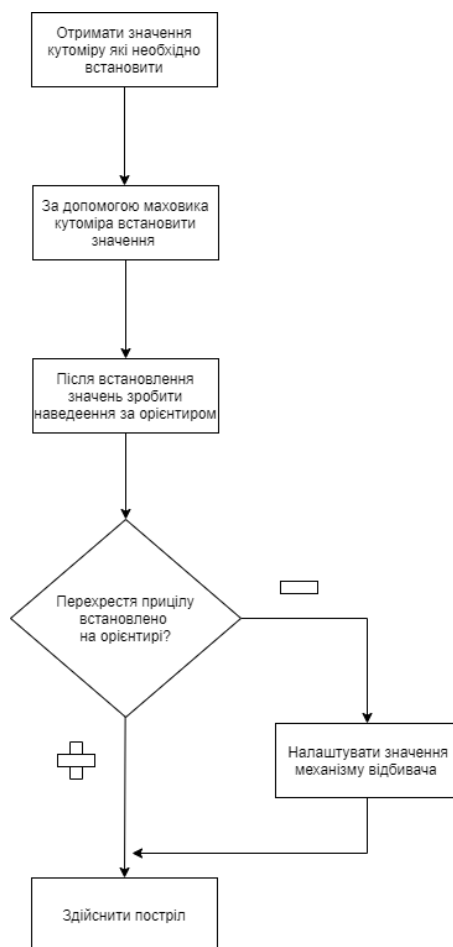 Отримати значення
кутоміру які необхідно
встановити
За допомогою маховика
кутоміра встановити
значення
Після встановлення
значень зробити
наведеення за орієнтиром
Перехрестя прицілу
встановлено
на орієнтирі?
Налаштувати значення
механізму відбивача
Здійснити постріл